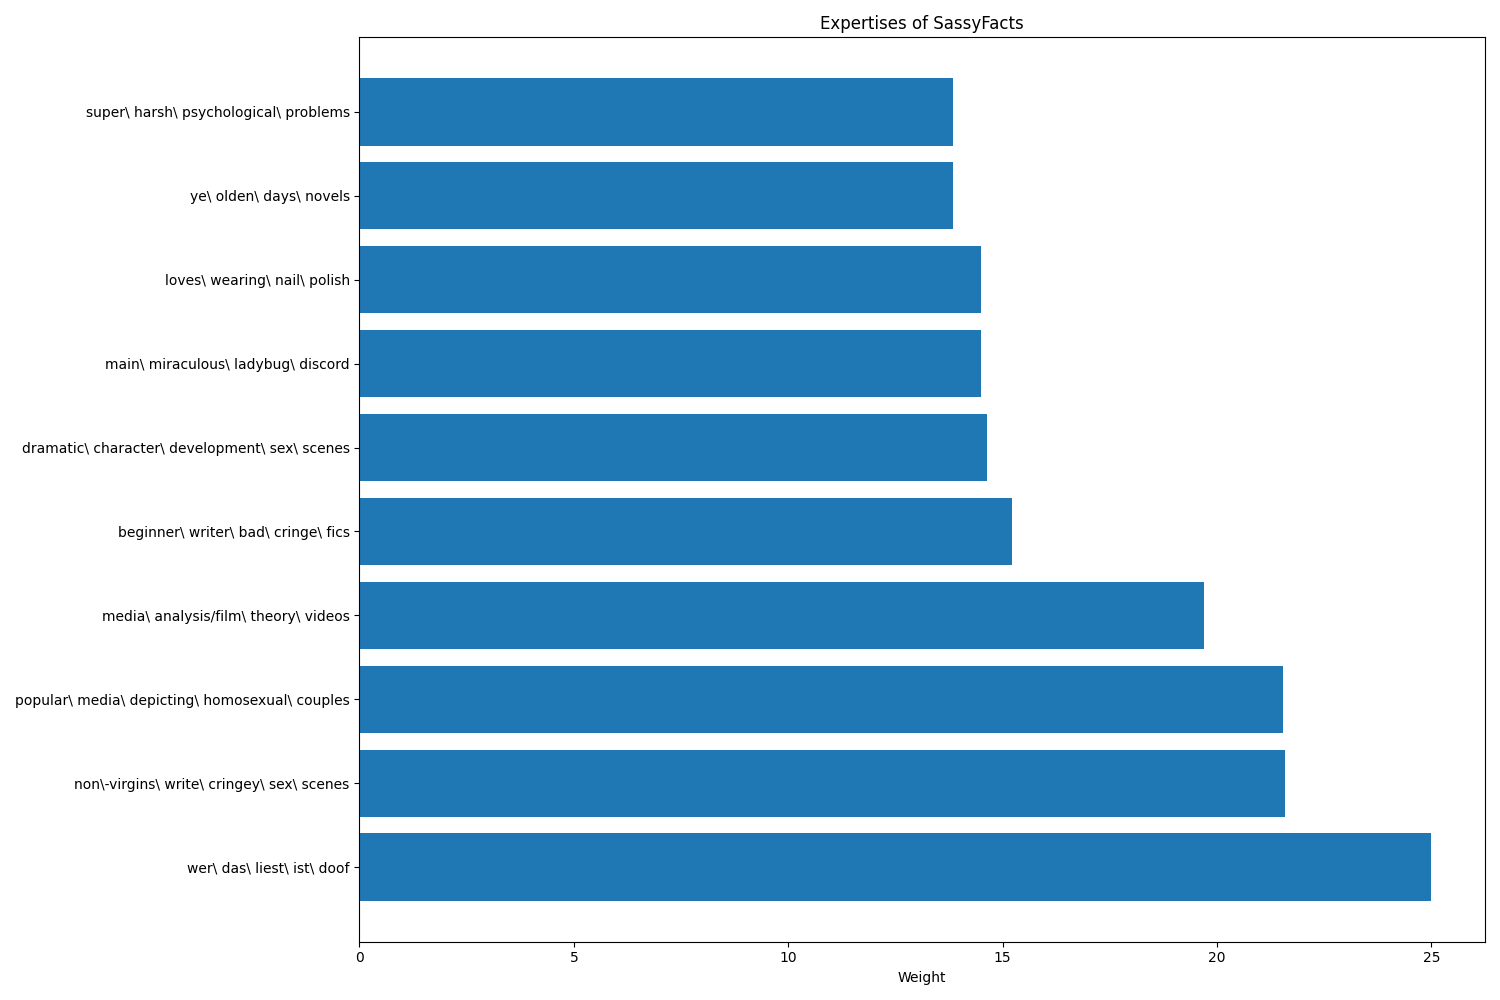 Expertises of SassyFacts
super\ harsh\ psychological\ problems
ye\ olden\ days\ novels
loves\ wearing\ nail\ polish
main\ miraculous\ ladybug\ discord
dramatic\ character\ development\ sex\ scenes
beginner\ writer\ bad\ cringe\ fics
media\ analysis/film\ theory\ videos
popular\ media\ depicting\ homosexual\ couples
non\-virgins\ write\ cringey\ sex\ scenes
wer\ das\ liest\ ist\ doof
0 5 10 15 20 25
Weight